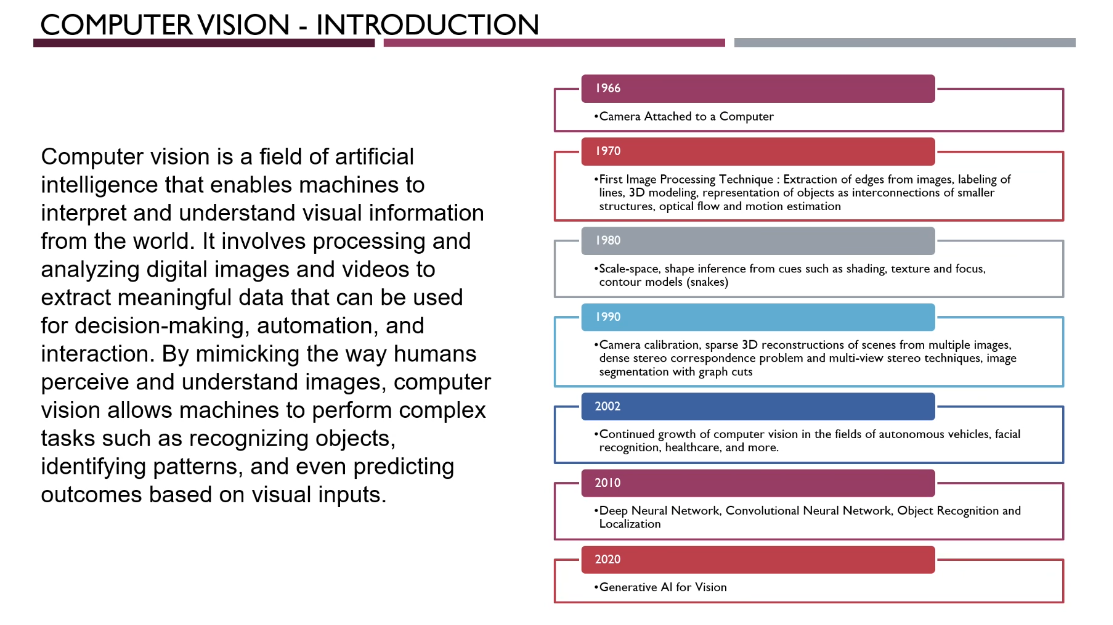 COMPUTER VISION - INTRODUCTION
Computer vision is a field of artificial
intelligence that enables machines to
interpret and understand visual information
from the world. It involves processing and
analyzing digital images and videos to
extract meaningful data that can be used
for decision-making, automation, and
interaction. By mimicking the way humans
perceive and understand images, computer
vision allows machines to perform complex
tasks such as recognizing objects,
identifying patterns, and even predicting
outcomes based on visual inputs.
1966
•Camera Attached to a Computer
1970
•First Image Processing Technique : Extraction of edges from images, labeling of
lines, 3D modeling, representation of objects as interconnections of smaller
structures, optical flow and motion estimation
1980
•Scale-space, shape inference from cues such as shading, texture and focus,
contour models (snakes)
1990
•Camera calibration, sparse 3D reconstructions of scenes from multiple images,
dense stereo correspondence problem and multi-view stereo techniques, image
segmentation with graph cuts
2002
•Continued growth of computer vision in the fields of autonomous vehicles, facial
recognition, healthcare, and more.
2010
•Deep Neural Network, Convolutional Neural Network, Object Recognition and
Localization
2020
•Generative AI for Vision